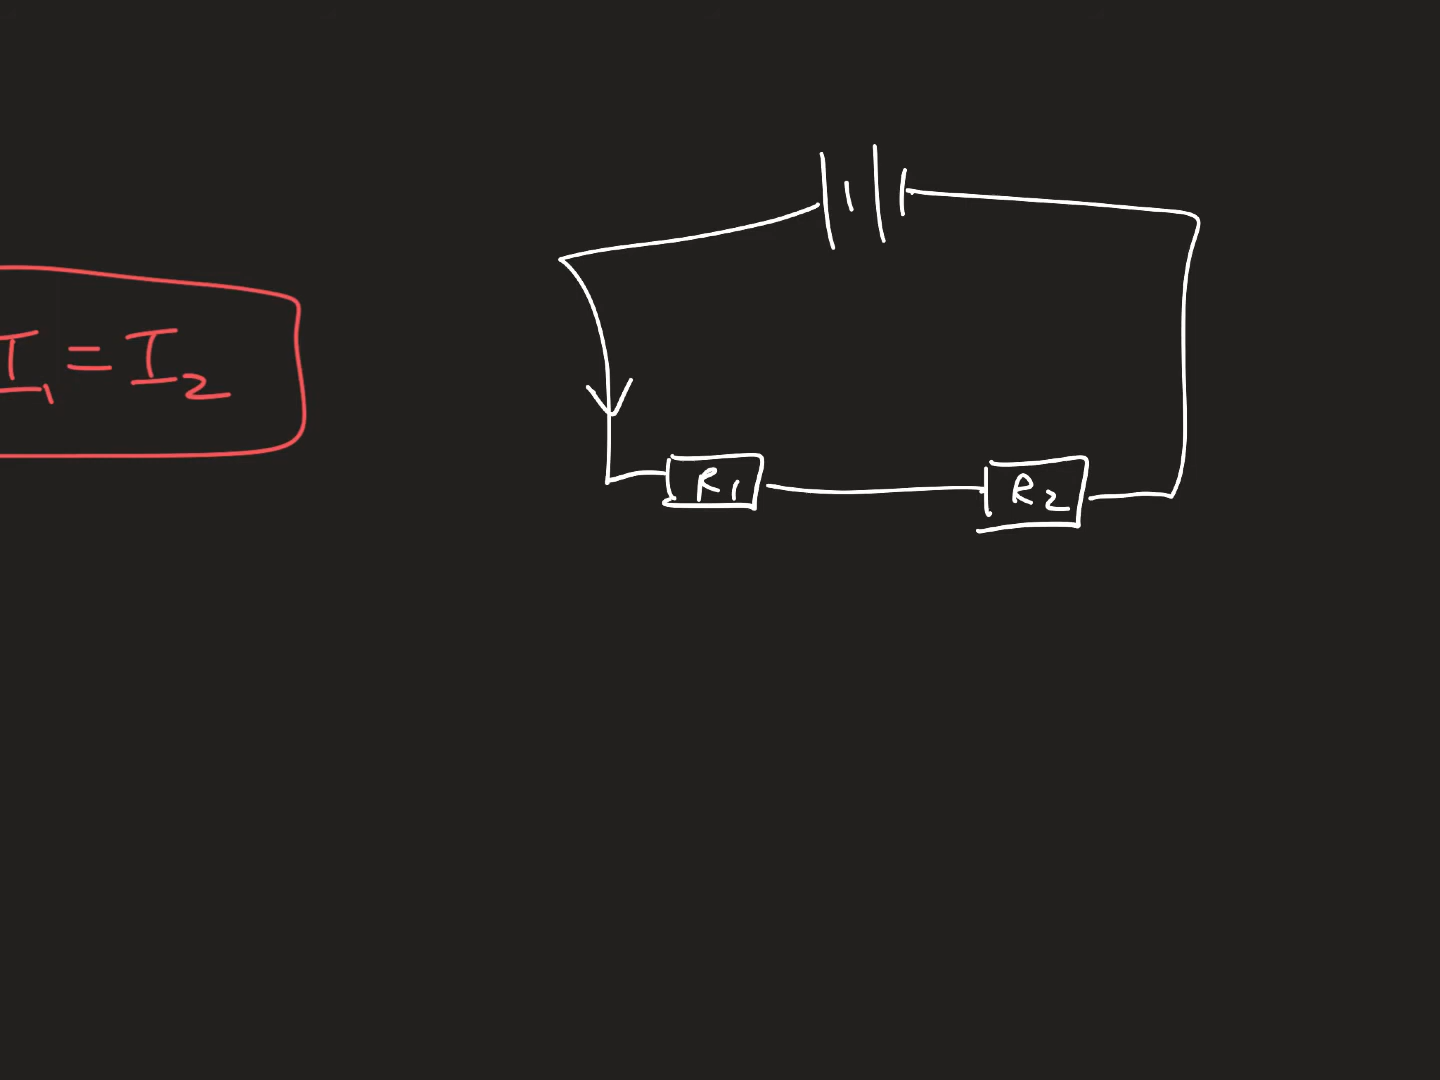 I₁ = I₂
R₁
R₂